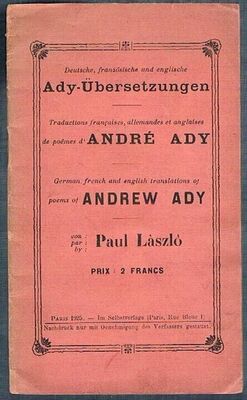 Deutsche, französische und englische
Ady-Übersetzungen
Traductions françaises, allemandes et anglaises
de poèmes d'ANDRÉ ADY
German, french and english translations of
poems of ANDREW ADY
von :
par :
by :
Paul Làszló
PRIX : 2 FRANCS
PARIS 1925. — Im Selbstverlage (Paris, Rue Bleue 1)
Nachdruck nur mit Genehmigung des Verfassers gestattet.